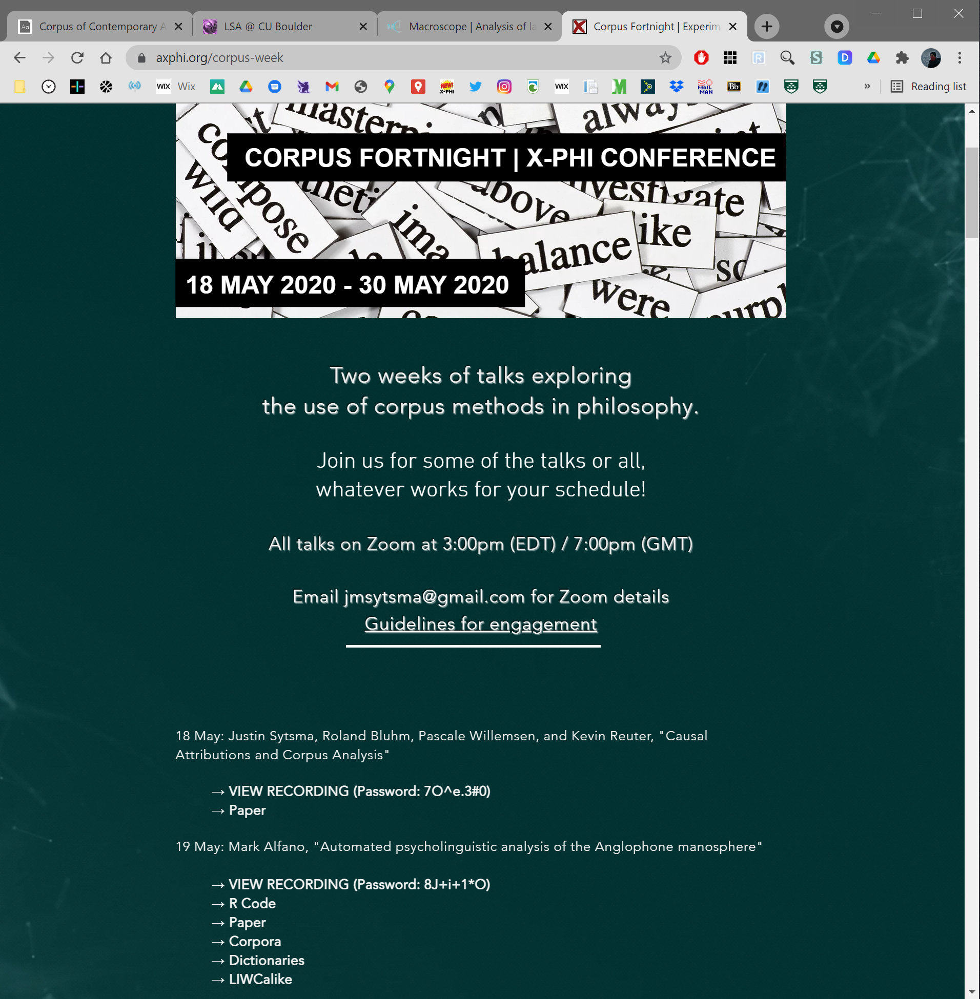 Corpus of Contemporary A
LSA @ CU Boulder
Macroscope | Analysis of la
Corpus Fortnight | Experim
axphi.org/corpus-week
WIX Wix
NEW! X-PHI
WIX
MAIL MAN
Bb
» Reading list
masterpi
always
compose
wild
CORPUS FORTNIGHT | X-PHI CONFERENCE
theti
above
investigate
ima
balance
ike
so
were
purpl
18 MAY 2020 - 30 MAY 2020
Two weeks of talks exploring
the use of corpus methods in philosophy.
Join us for some of the talks or all,
whatever works for your schedule!
All talks on Zoom at 3:00pm (EDT) / 7:00pm (GMT)
Email jmsytsma@gmail.com for Zoom details
Guidelines for engagement
18 May: Justin Sytsma, Roland Bluhm, Pascale Willemsen, and Kevin Reuter, "Causal
Attributions and Corpus Analysis"
→ VIEW RECORDING (Password: 7O^e.3#0)
→ Paper
19 May: Mark Alfano, "Automated psycholinguistic analysis of the Anglophone manosphere"
→ VIEW RECORDING (Password: 8J+i+1*O)
→ R Code
→ Paper
→ Corpora
→ Dictionaries
→ LIWCalike